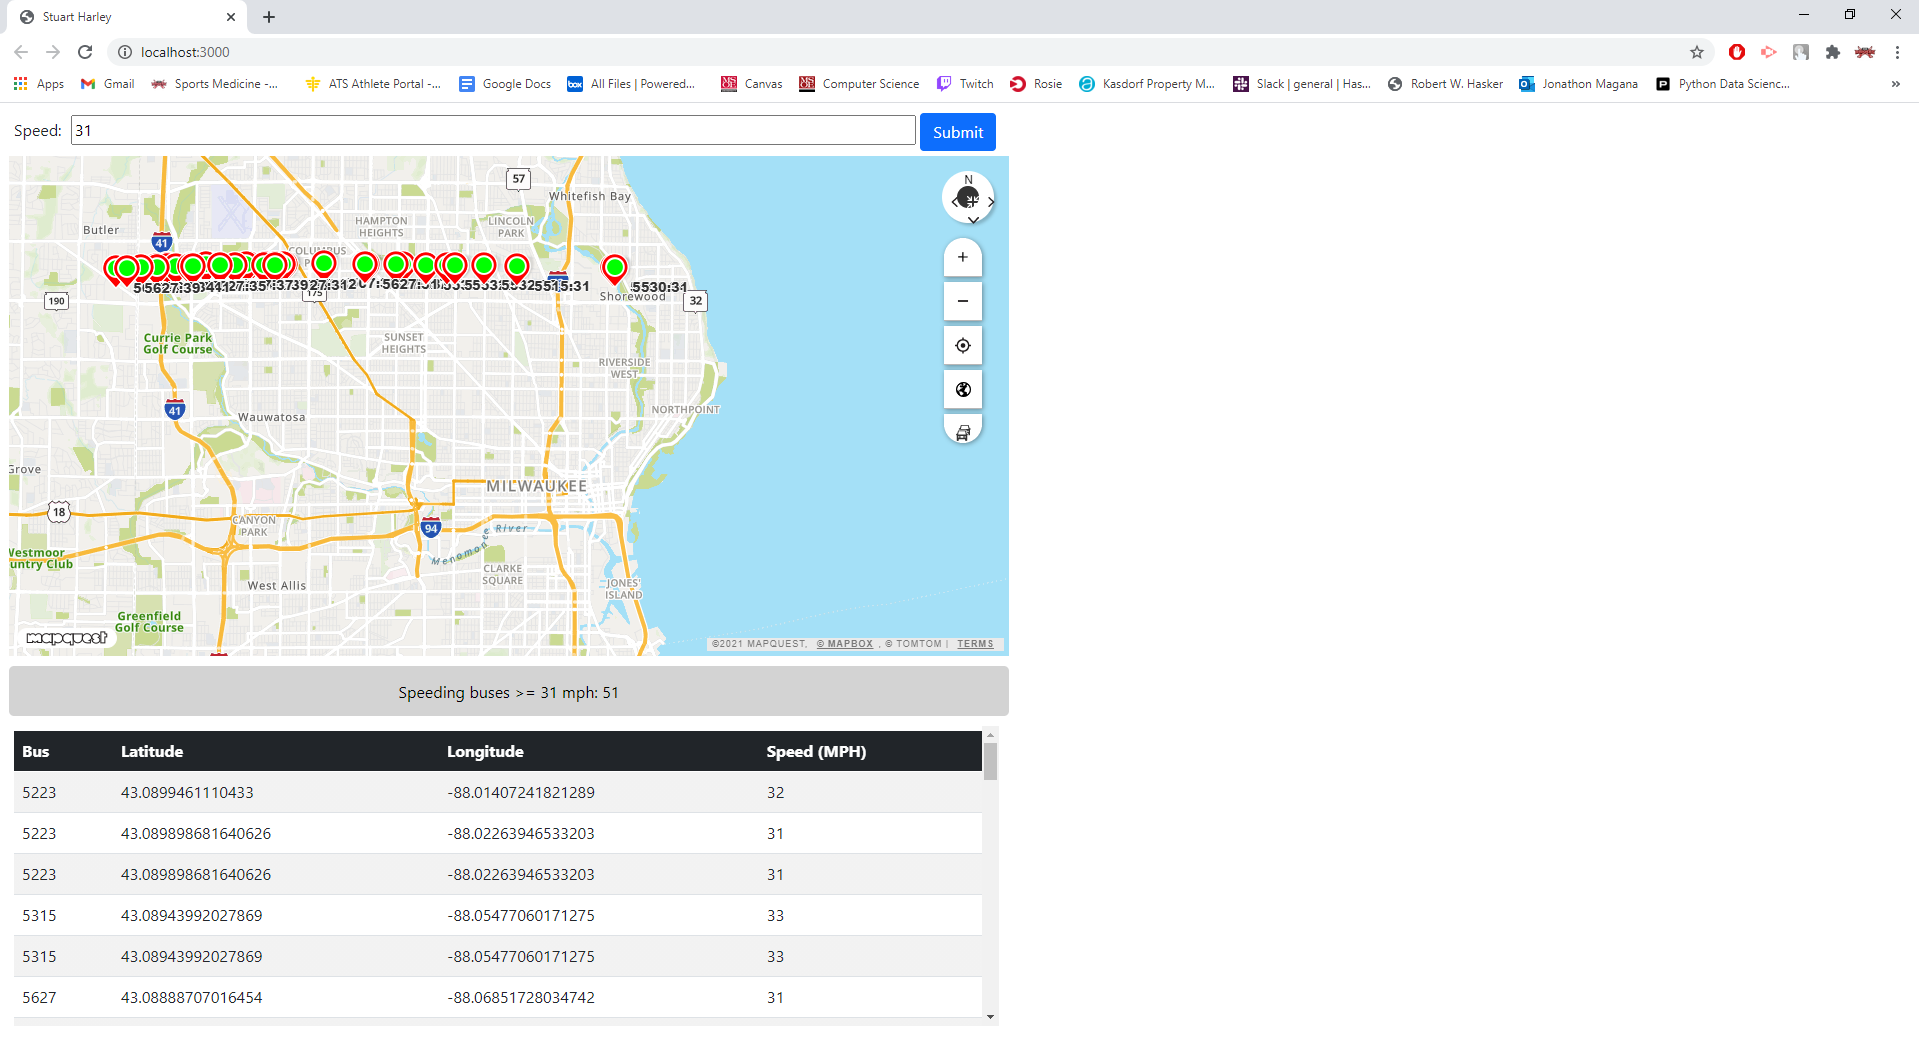 Stuart Harley
localhost:3000
Apps Gmail Sports Medicine -... ATS Athlete Portal -... Google Docs box All Files | Powered... Canvas Computer Science Twitch Rosie Kasdorf Property M... Slack | general | Has... Robert W. Hasker Jonathon Magana Python Data Scienc... »
Speed: 31 Submit
57
N
Whitefish Bay
HAMPTON
HEIGHTS
LINCOLN
PARK
Butler
41
5530:31
Shorewood
190
175
32
Currie Park
Golf Course
SUNSET
HEIGHTS
RIVERSIDE
WEST
41
Wauwatosa
NORTHPOINT
Grove
MILWAUKEE
18
CANYON
PARK
94
Menomonee River
Westmoor
ountry Club
West Allis
CLARKE
SQUARE
JONES'
ISLAND
Greenfield
Golf Course
mapquest
©2021 MAPQUEST, © MAPBOX , © TOMTOM | TERMS
Speeding buses >= 31 mph: 51
Bus Latitude Longitude Speed (MPH)
5223 43.0899461110433 -88.01407241821289 32
5223 43.089898681640626 -88.02263946533203 31
5223 43.089898681640626 -88.02263946533203 31
5315 43.08943992027869 -88.05477060171275 33
5315 43.08943992027869 -88.05477060171275 33
5627 43.08888707016454 -88.06851728034742 31